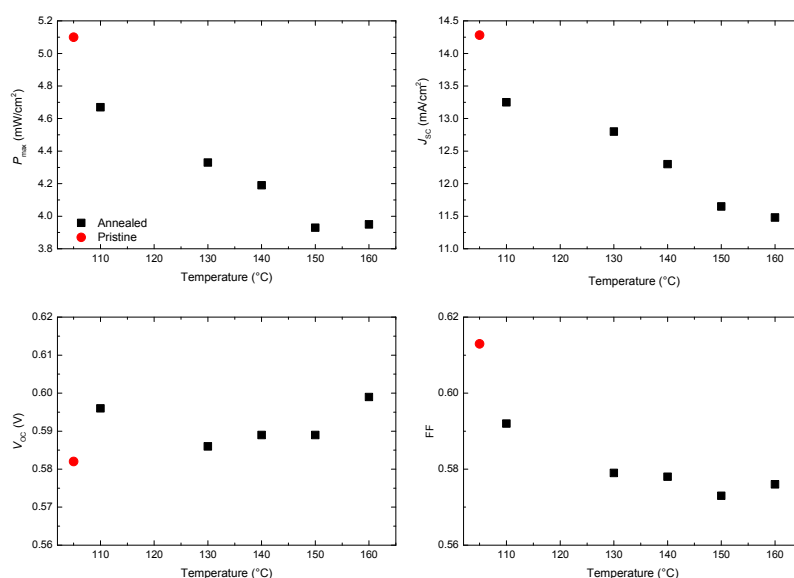 5.2
5.0
4.8
4.6
4.4
4.2
4.0
3.8
P_max (mW/cm²)
Annealed
Pristine
110 120 130 140 150 160
Temperature (°C)
14.5
14.0
13.5
13.0
12.5
12.0
11.5
11.0
J_SC (mA/cm²)
110 120 130 140 150 160
Temperature (°C)
0.62
0.61
0.60
0.59
0.58
0.57
0.56
V_OC (V)
110 120 130 140 150 160
Temperature (°C)
0.62
0.60
0.58
0.56
FF
110 120 130 140 150 160
Temperature (°C)